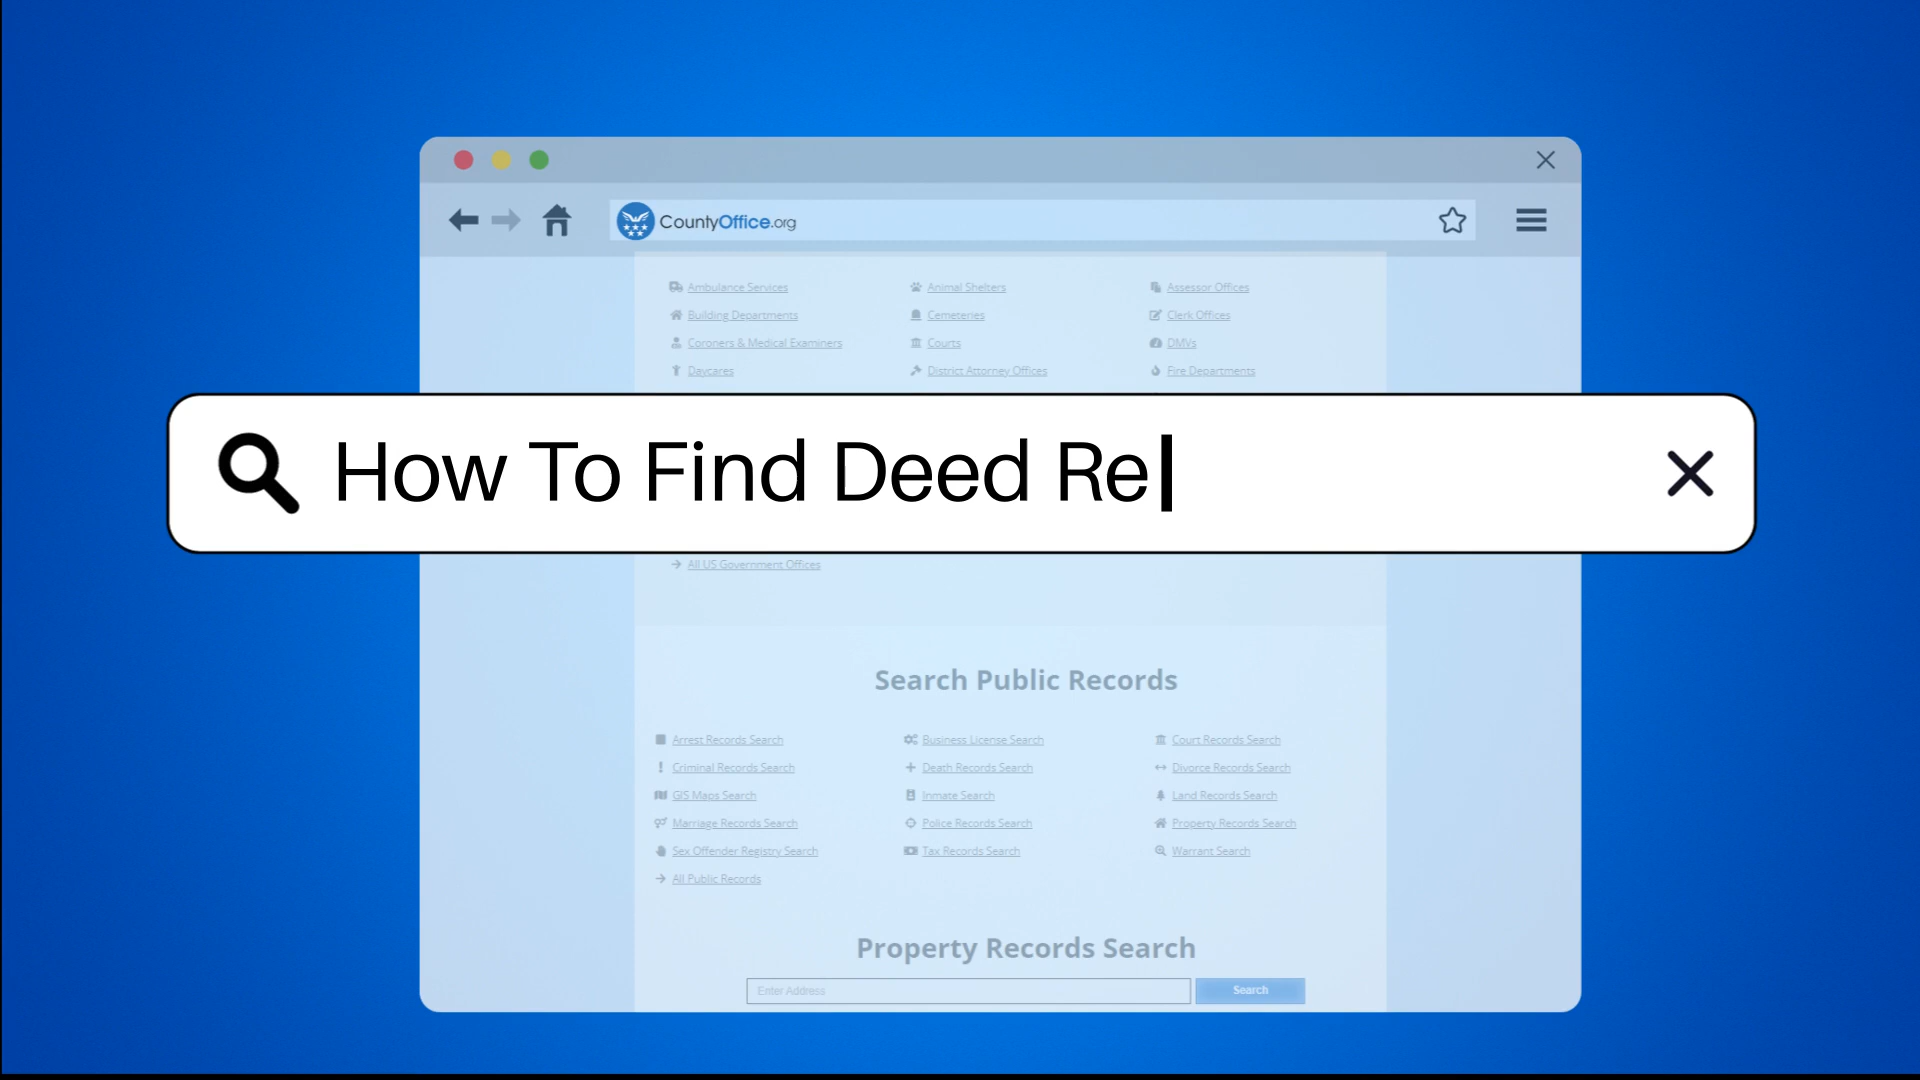 CountyOffice.org
Ambulance Services Animal Shelters Assessor Offices
Building Departments Cemeteries Clerk Offices
Coroners & Medical Examiners Courts DMVs
Daycares District Attorney Offices Fire Departments
How To Find Deed Re
All US Government Offices
Search Public Records
Arrest Records Search Business License Search Court Records Search
Criminal Records Search Death Records Search Divorce Records Search
GIS Maps Search Inmate Search Land Records Search
Marriage Records Search Police Records Search Property Records Search
Sex Offender Registry Search Tax Records Search Warrant Search
All Public Records
Property Records Search
Enter Address Search